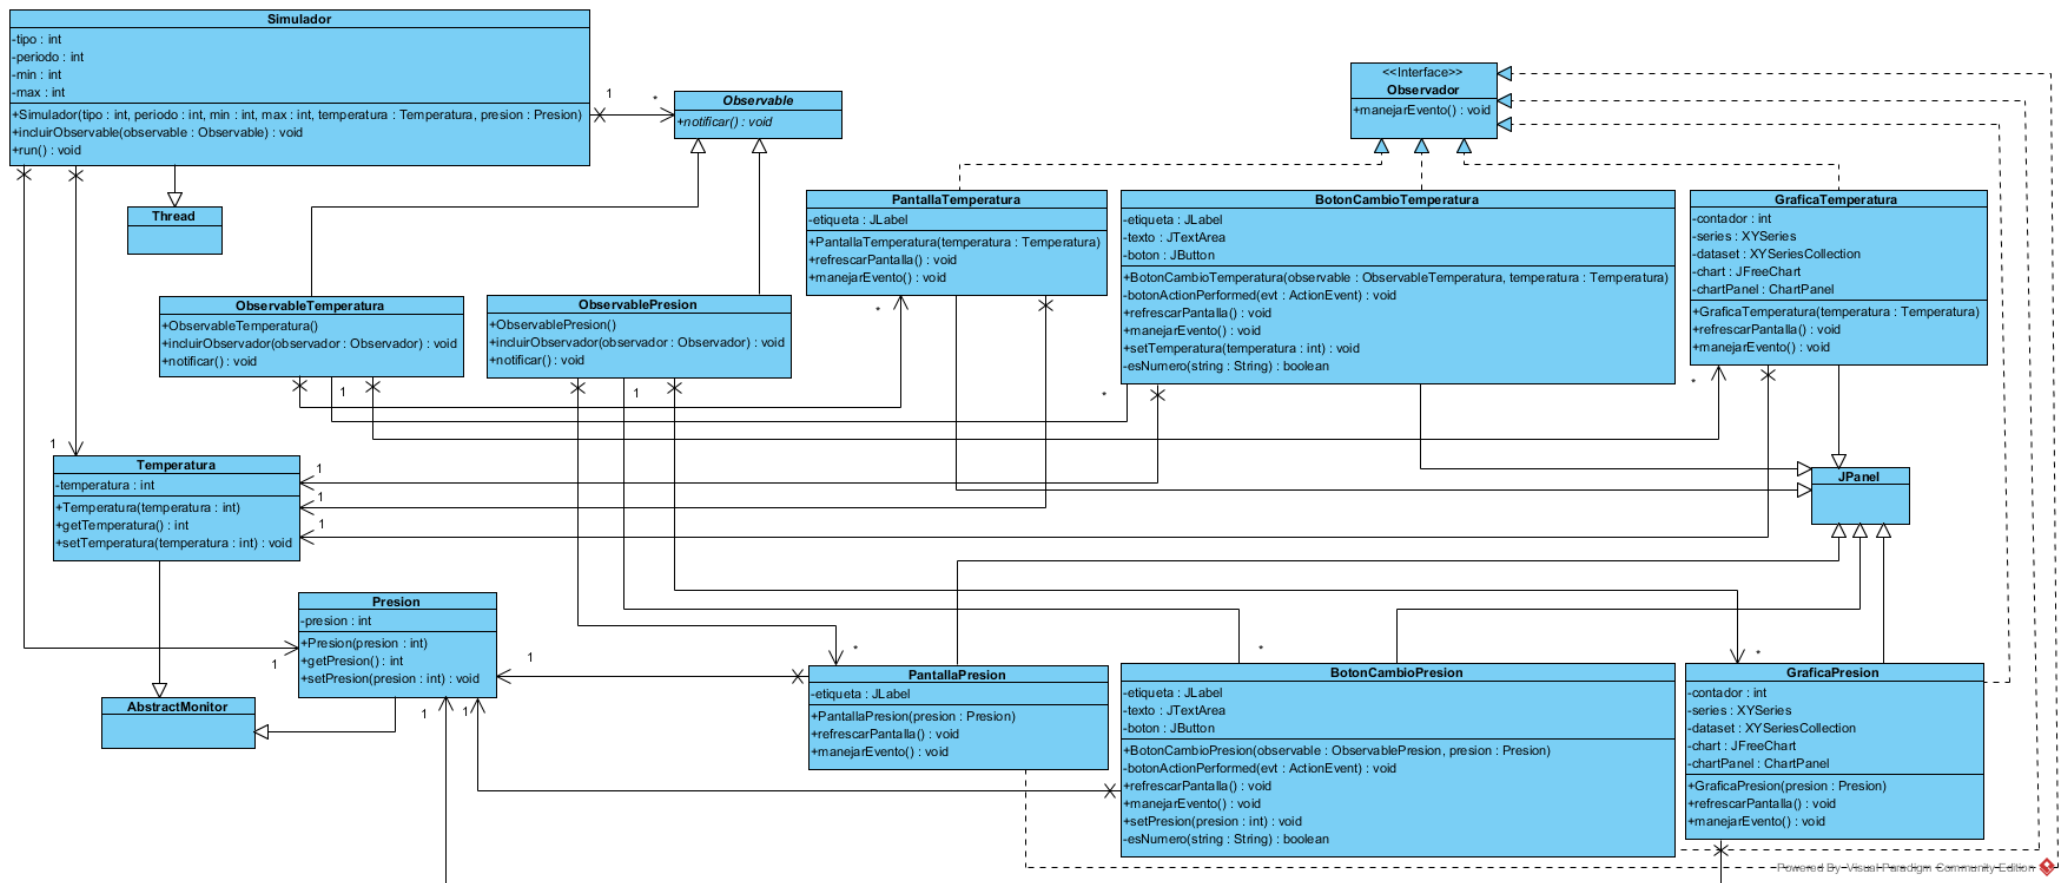 Simulador
-tipo : int
-periodo : int
-min : int
-max : int
+Simulador(tipo : int, periodo : int, min : int, max : int, temperatura : Temperatura, presion : Presion)
+incluirObservable(observable : Observable) : void
+run() : void
1
*
Observable
+notificar() : void
<<Interface>>
Observador
+manejarEvento() : void
Thread
PantallaTemperatura
-etiqueta : JLabel
+PantallaTemperatura(temperatura : Temperatura)
+refrescarPantalla() : void
+manejarEvento() : void
BotonCambioTemperatura
-etiqueta : JLabel
-texto : JTextArea
-boton : JButton
+BotonCambioTemperatura(observable : ObservableTemperatura, temperatura : Temperatura)
-botonActionPerformed(evt : ActionEvent) : void
+refrescarPantalla() : void
+manejarEvento() : void
+setTemperatura(temperatura : int) : void
-esNumero(string : String) : boolean
GraficaTemperatura
-contador : int
-series : XYSeries
-dataset : XYSeriesCollection
-chart : JFreeChart
-chartPanel : ChartPanel
+GraficaTemperatura(temperatura : Temperatura)
+refrescarPantalla() : void
+manejarEvento() : void
ObservableTemperatura
+ObservableTemperatura()
+incluirObservador(observador : Observador) : void
+notificar() : void
ObservablePresion
+ObservablePresion()
+incluirObservador(observador : Observador) : void
+notificar() : void
*
1
1
*
*
1
Temperatura
-temperatura : int
+Temperatura(temperatura : int)
+getTemperatura() : int
+setTemperatura(temperatura : int) : void
1
1
1
JPanel
Presion
-presion : int
+Presion(presion : int)
+getPresion() : int
+setPresion(presion : int) : void
1
1
1
1
*
*
*
AbstractMonitor
PantallaPresion
-etiqueta : JLabel
+PantallaPresion(presion : Presion)
+refrescarPantalla() : void
+manejarEvento() : void
BotonCambioPresion
-etiqueta : JLabel
-texto : JTextArea
-boton : JButton
+BotonCambioPresion(observable : ObservablePresion, presion : Presion)
-botonActionPerformed(evt : ActionEvent) : void
+refrescarPantalla() : void
+manejarEvento() : void
+setPresion(presion : int) : void
-esNumero(string : String) : boolean
GraficaPresion
-contador : int
-series : XYSeries
-dataset : XYSeriesCollection
-chart : JFreeChart
-chartPanel : ChartPanel
+GraficaPresion(presion : Presion)
+refrescarPantalla() : void
+manejarEvento() : void
Powered By Visual Paradigm Community Edition